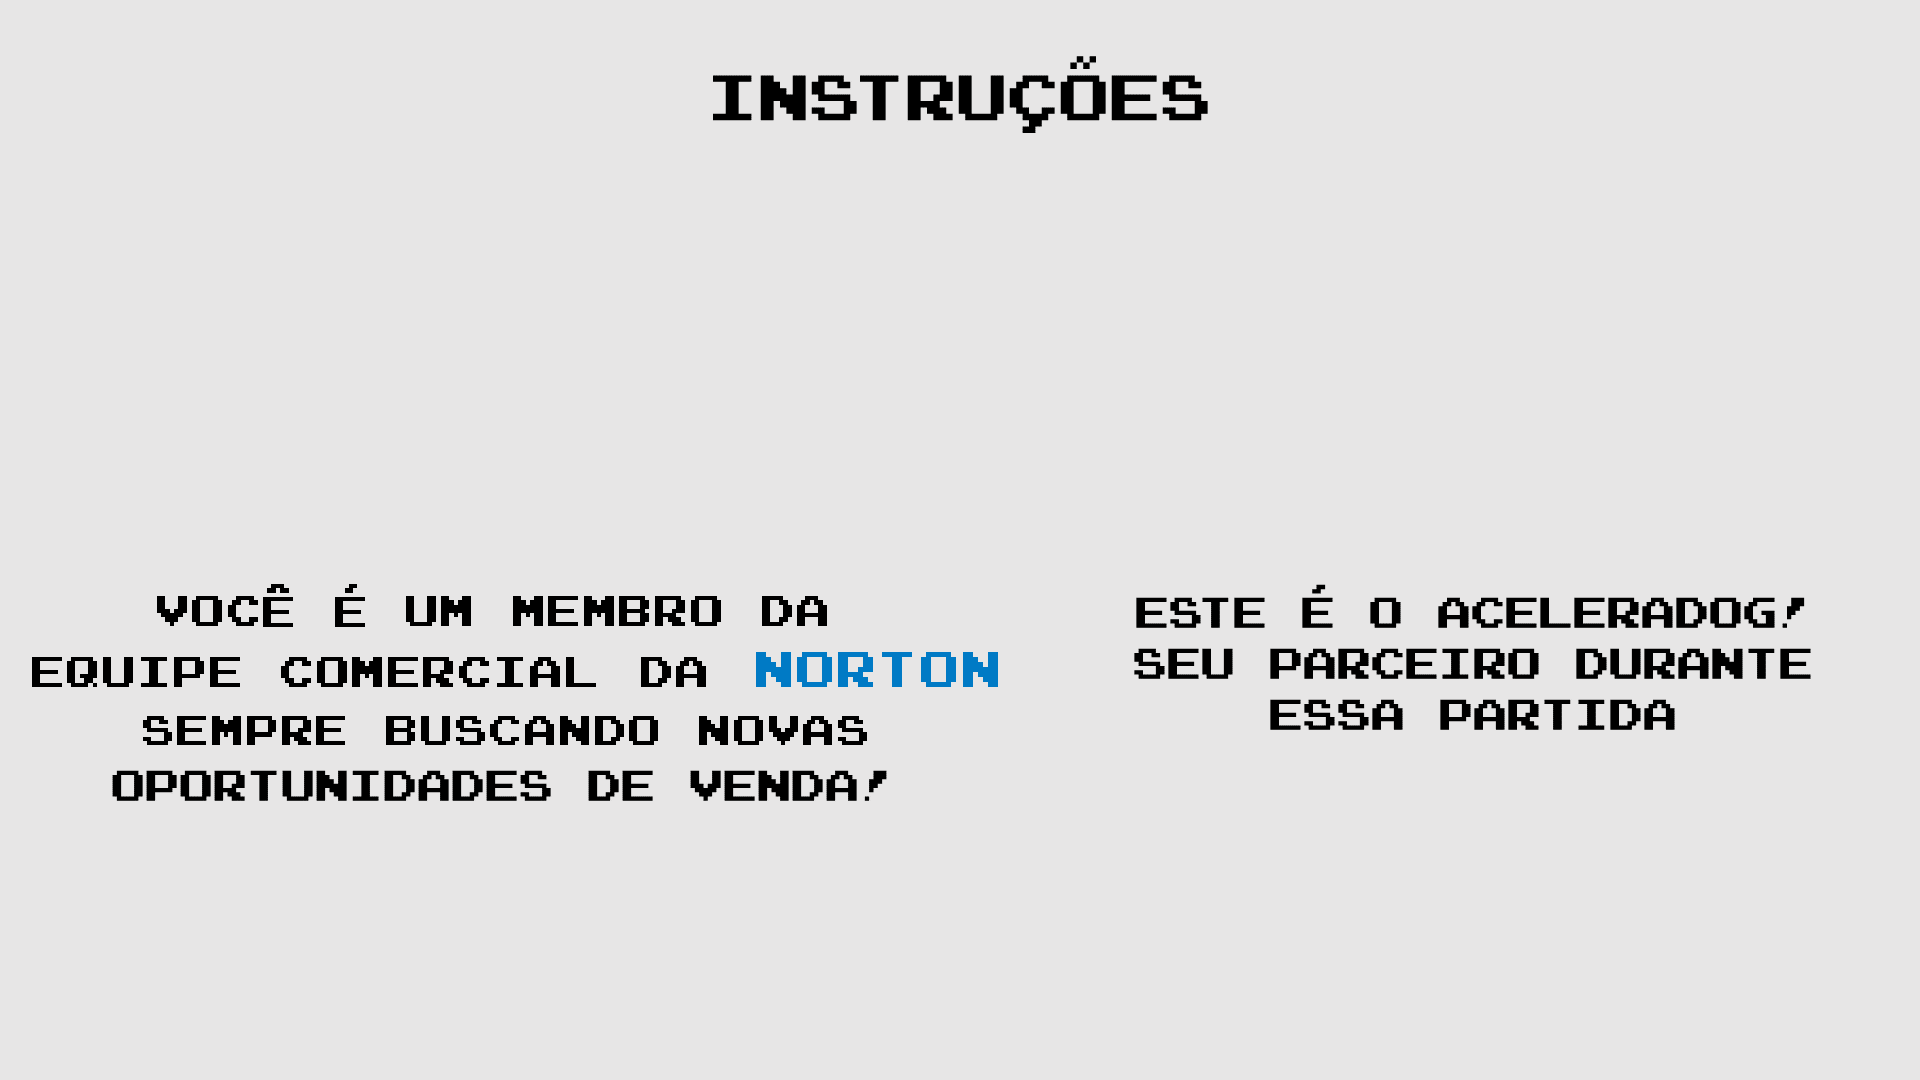 INSTRUÇÕES
VOCÊ É UM MEMBRO DA
EQUIPE COMERCIAL DA NORTON
SEMPRE BUSCANDO NOVAS
OPORTUNIDADES DE VENDA!
ESTE É O ACELERADOG!
SEU PARCEIRO DURANTE
ESSA PARTIDA